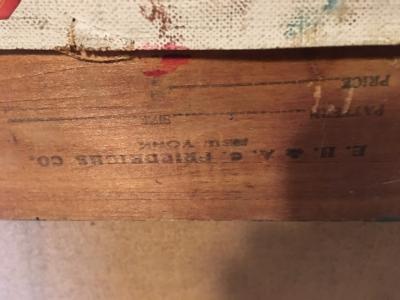 E. H. & A. C. FRIEDRICHS CO.
NEW YORK
PATTERN SIZE
PRICE